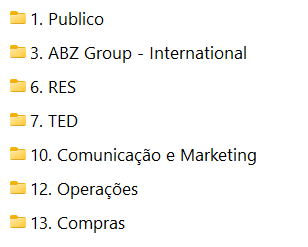 1. Publico
3. ABZ Group - International
6. RES
7. TED
10. Comunicação e Marketing
12. Operações
13. Compras